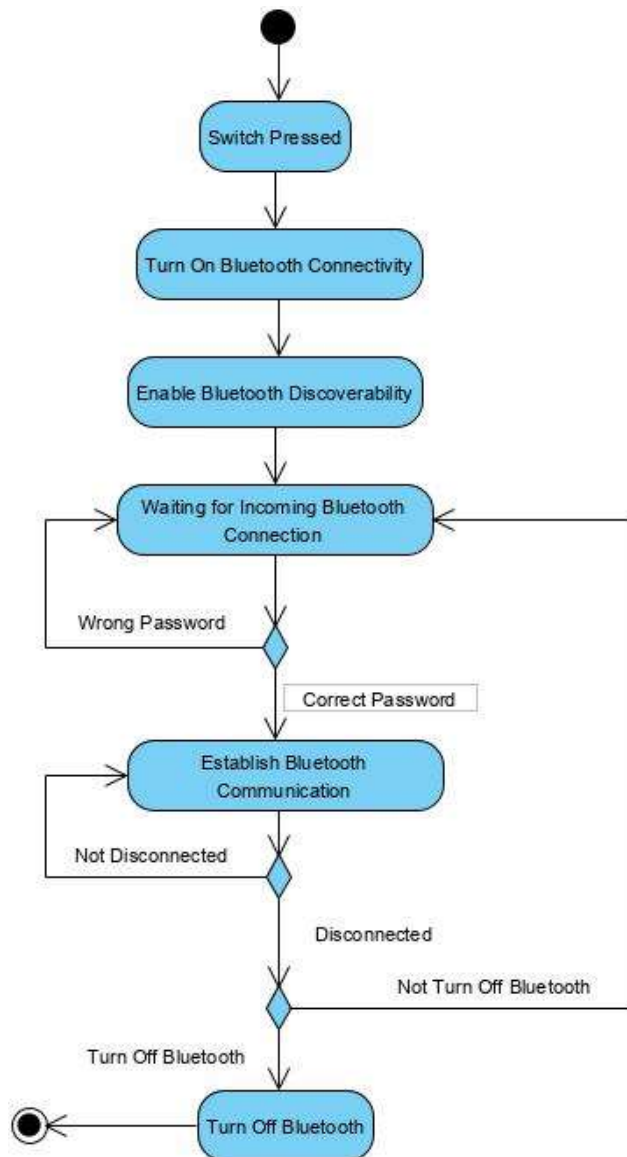 Switch Pressed
Turn On Bluetooth Connectivity
Enable Bluetooth Discoverability
Waiting for Incoming Bluetooth
Connection
Wrong Password
Correct Password
Establish Bluetooth
Communication
Not Disconnected
Disconnected
Not Turn Off Bluetooth
Turn Off Bluetooth
Turn Off Bluetooth